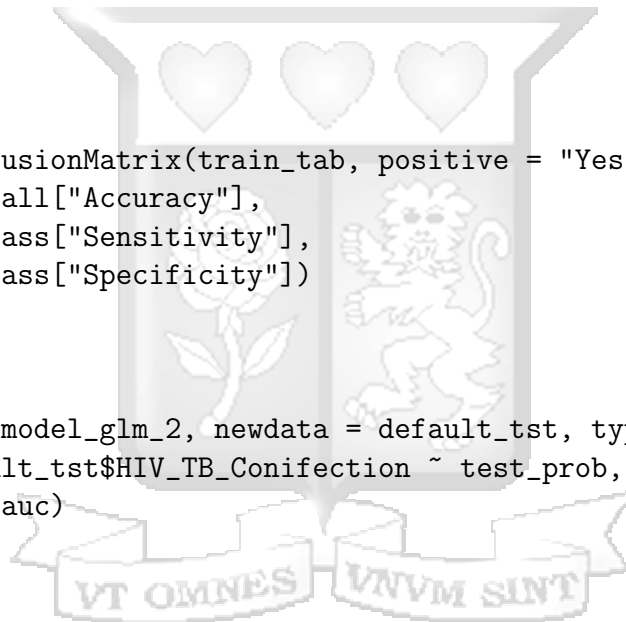 usionMatrix(train_tab, positive = "Yes
all["Accuracy"],
ass["Sensitivity"],
ass["Specificity"])
model_glm_2, newdata = default_tst, ty
lt_tst$HIV_TB_Conifection ~ test_prob,
auc)
VT OMNES VNVM SINT